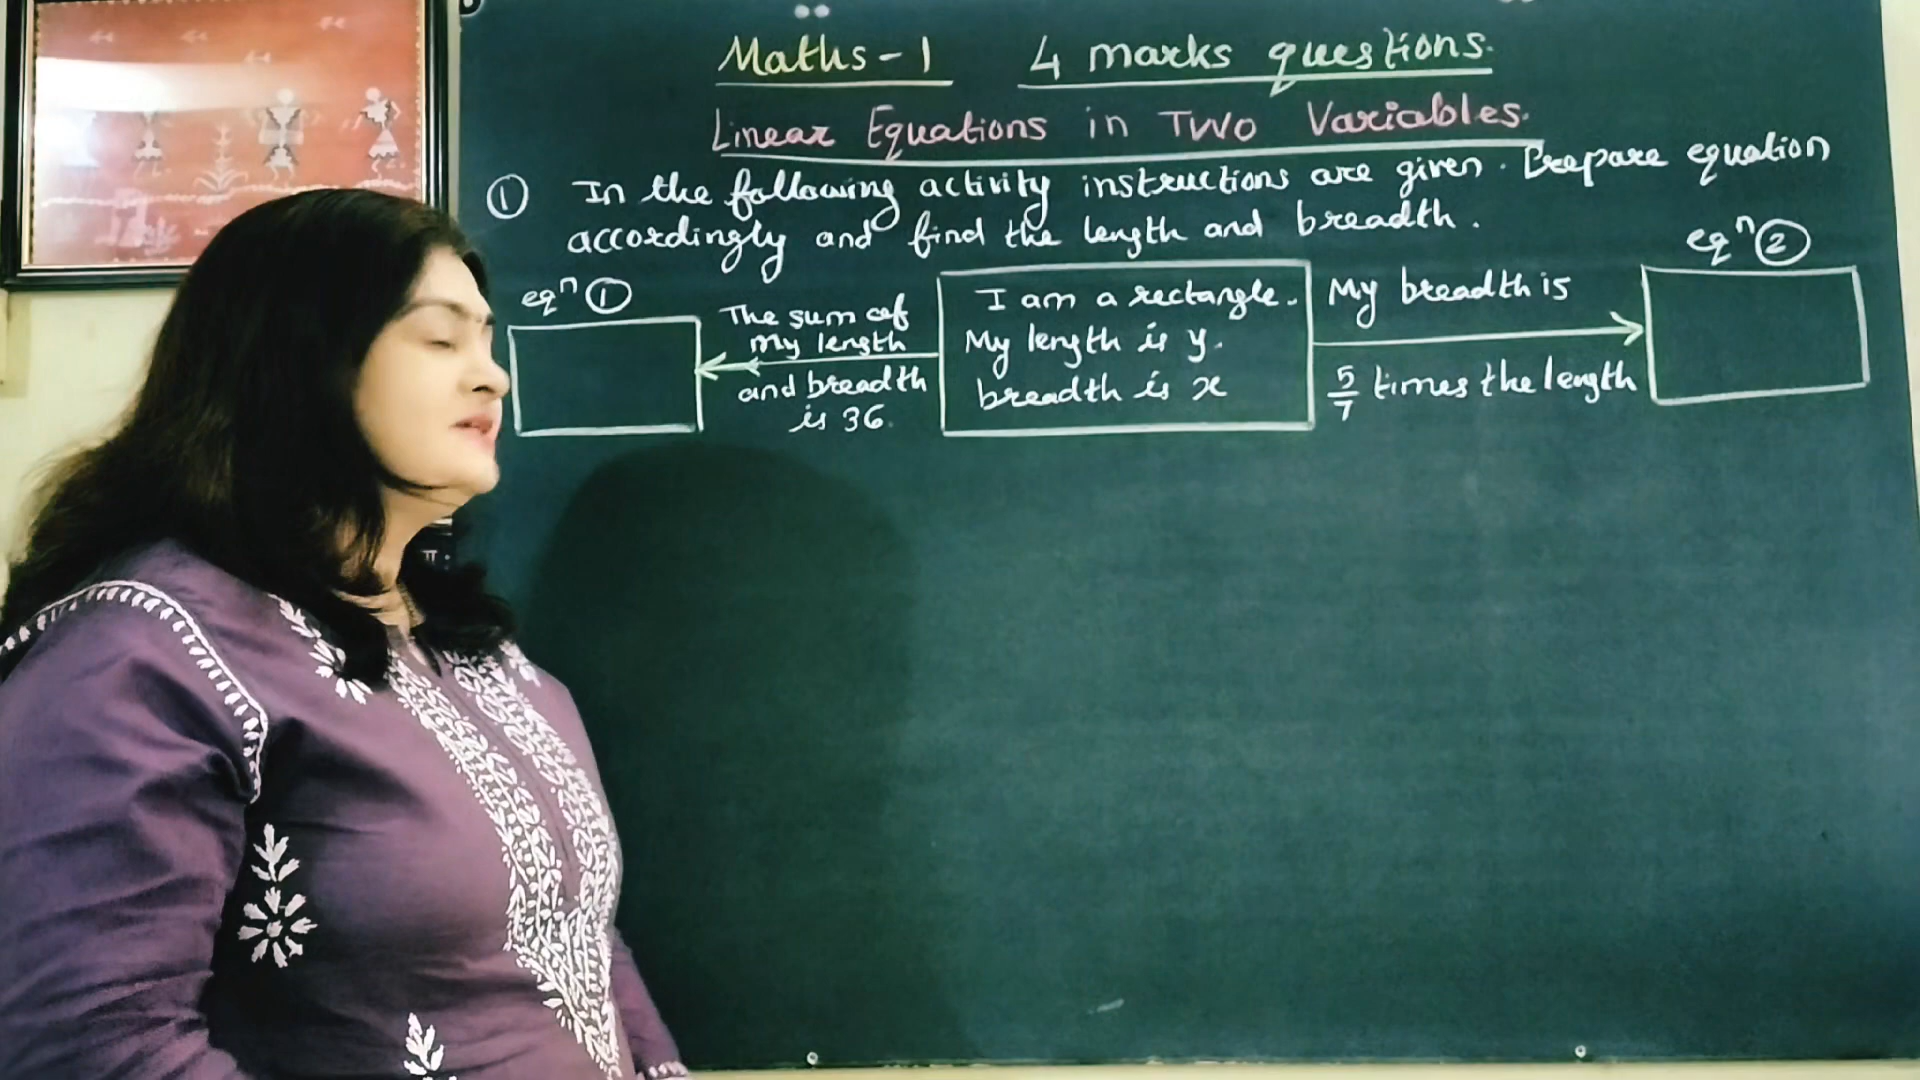 Maths-1 4 marks questions.
Linear Equations in Two Variables.
① In the following activity instructions are given. Prepare equation
accordingly and find the length and breadth.
eqⁿ ①
The sum of
my length
and breadth
is 36.
I am a rectangle.
My length is y.
breadth is x
My breadth is
5/7 times the length
eqⁿ ②